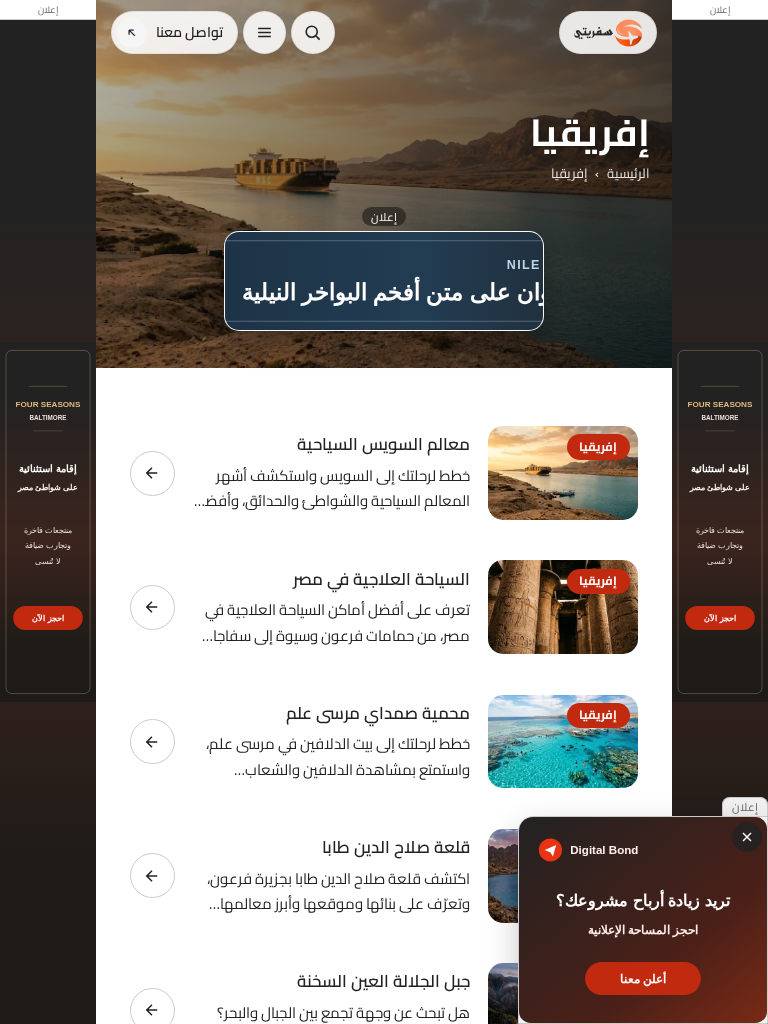 إعلان
إعلان
سفريتي
تواصل معنا
إفريقيا
الرئيسية › إفريقيا
إعلان
NILE
وان على متن أفخم البواخر النيلية
FOUR SEASONS
BALTIMORE
إقامة استثنائية
على شواطئ مصر
منتجعات فاخرة
وتجارب ضيافة
لا تُنسى
احجز الآن
FOUR SEASONS
BALTIMORE
إقامة استثنائية
على شواطئ مصر
منتجعات فاخرة
وتجارب ضيافة
لا تُنسى
احجز الآن
إفريقيا
معالم السويس السياحية
خطط لرحلتك إلى السويس واستكشف أشهر
المعالم السياحية والشواطئ والحدائق، وأفضـ...
إفريقيا
السياحة العلاجية في مصر
تعرف على أفضل أماكن السياحة العلاجية في
مصر، من حمامات فرعون وسيوة إلى سفاجا...
إفريقيا
محمية صمداي مرسى علم
خطط لرحلتك إلى بيت الدلافين في مرسى علم،
واستمتع بمشاهدة الدلافين والشعاب...
قلعة صلاح الدين طابا
اكتشف قلعة صلاح الدين طابا بجزيرة فرعون،
وتعرّف على بنائها وموقعها وأبرز معالمها...
جبل الجلالة العين السخنة
هل تبحث عن وجهة تجمع بين الجبال والبحر؟
إعلان
Digital Bond
تريد زيادة أرباح مشروعك؟
احجز المساحة الإعلانية
أعلن معنا